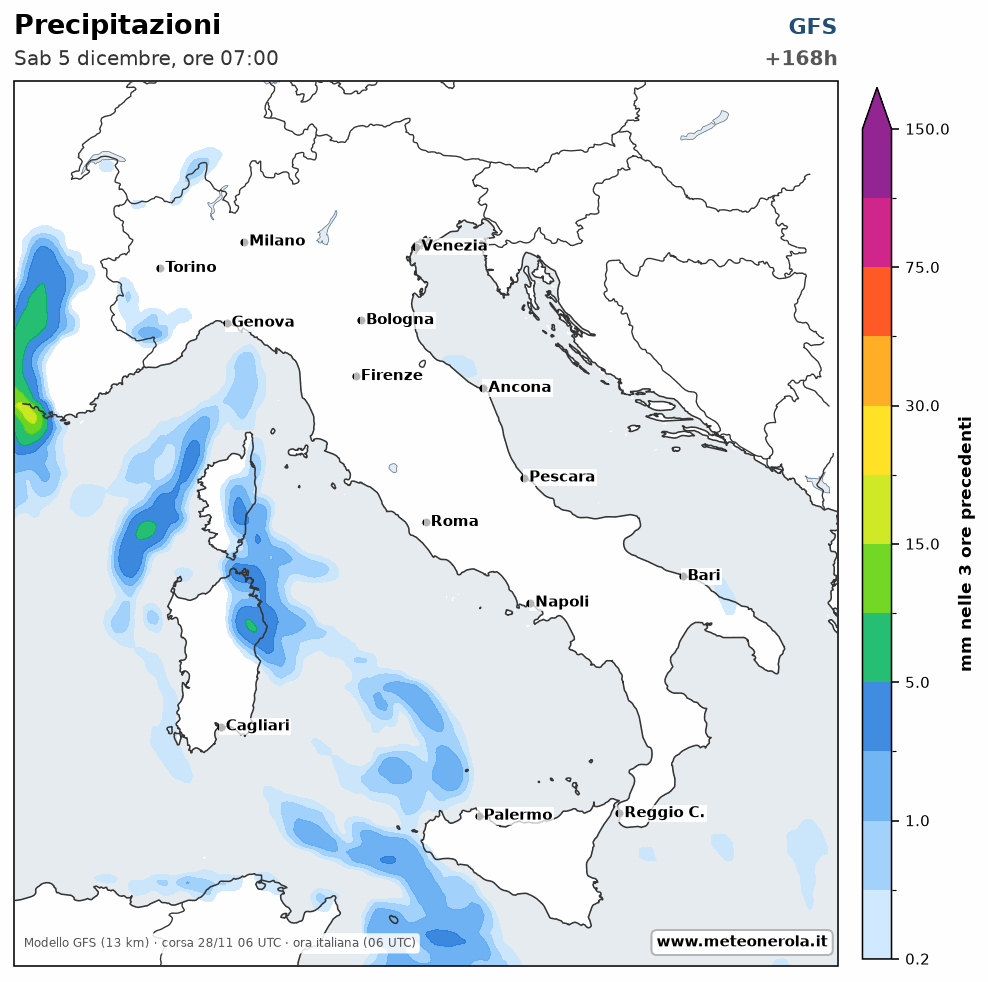 Precipitazioni
GFS
Sab 5 dicembre, ore 07:00
+168h
Milano
Venezia
Torino
Genova
Bologna
Firenze
Ancona
Pescara
Roma
Bari
Napoli
Cagliari
Palermo
Reggio C.
150.0
75.0
30.0
15.0
5.0
1.0
0.2
mm nelle 3 ore precedenti
Modello GFS (13 km) · corsa 28/11 06 UTC · ora italiana (06 UTC)
www.meteonerola.it